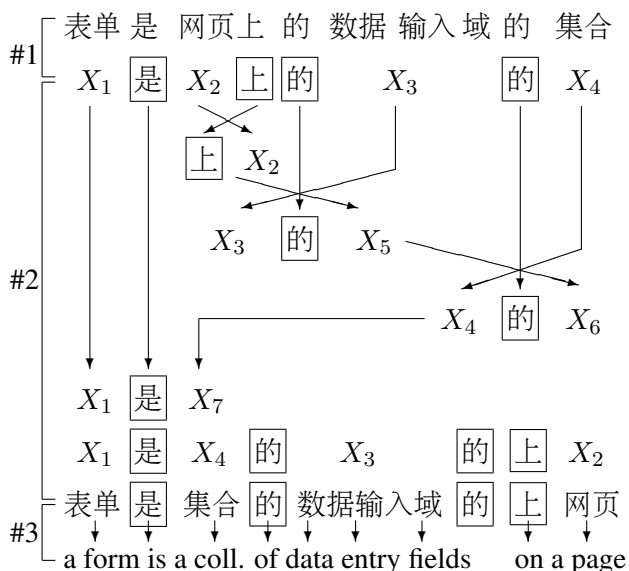 表单 是 网页上 的 数据 输入 域 的 集合
#1
X1 是 X2 上 的 X3 的 X4
上 X2
X3 的 X5
#2
X4 的 X6
X1 是 X7
X1 是 X4 的 X3 的 上 X2
表单 是 集合 的 数据输入域 的 上 网页
#3
a form is a coll. of data entry fields on a page